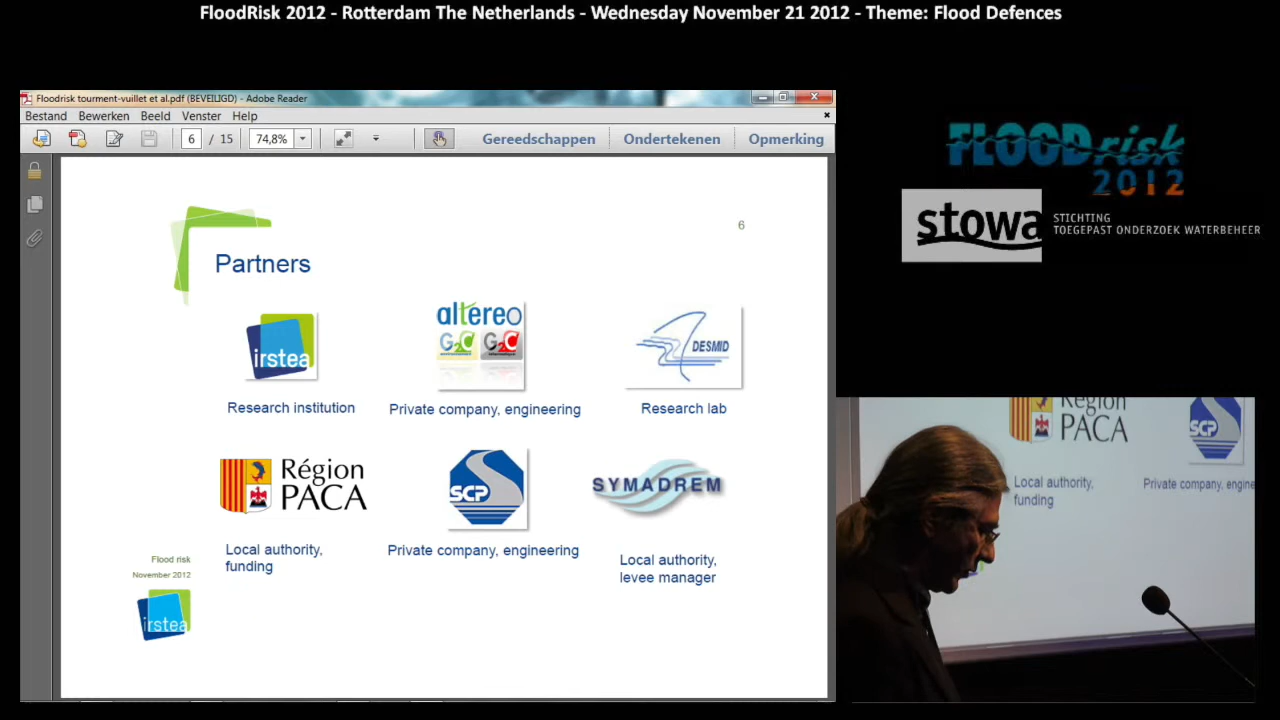 FloodRisk 2012 - Rotterdam The Netherlands - Wednesday November 21 2012 - Theme: Flood Defences
Floodrisk tourment-vuillet et al.pdf (BEVEILIGD) - Adobe Reader
Bestand Bewerken Beeld Venster Help
6 / 15 74,8% Gereedschappen Ondertekenen Opmerking
6
Partners
irstea
altereo
G2C
G2C
DESMID
Research institution
Private company, engineering
Research lab
Région
PACA
SCP
SYMADREM
Local authority,
funding
Private company, engineering
Local authority,
levee manager
Flood risk
November 2012
irstea
FLOODrisk
2012
stowa
STICHTING
TOEGEPAST ONDERZOEK WATERBEHEER
Région
PACA
SCP
Local authority,
funding
Private company, engine